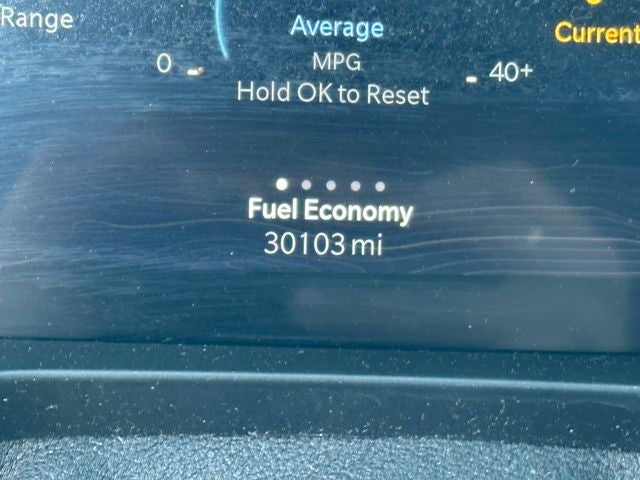 Range
Average
Current
0
MPG
40+
Hold OK to Reset
Fuel Economy
30103 mi